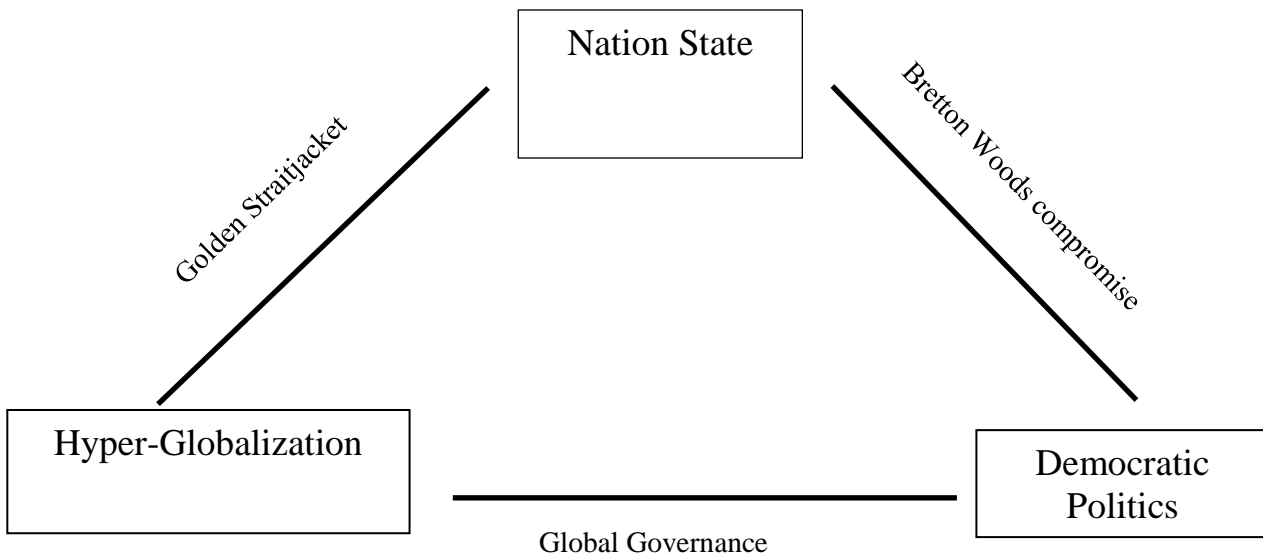 Nation State
Golden Straitjacket
Bretton Woods compromise
Hyper-Globalization
Democratic
Politics
Global Governance